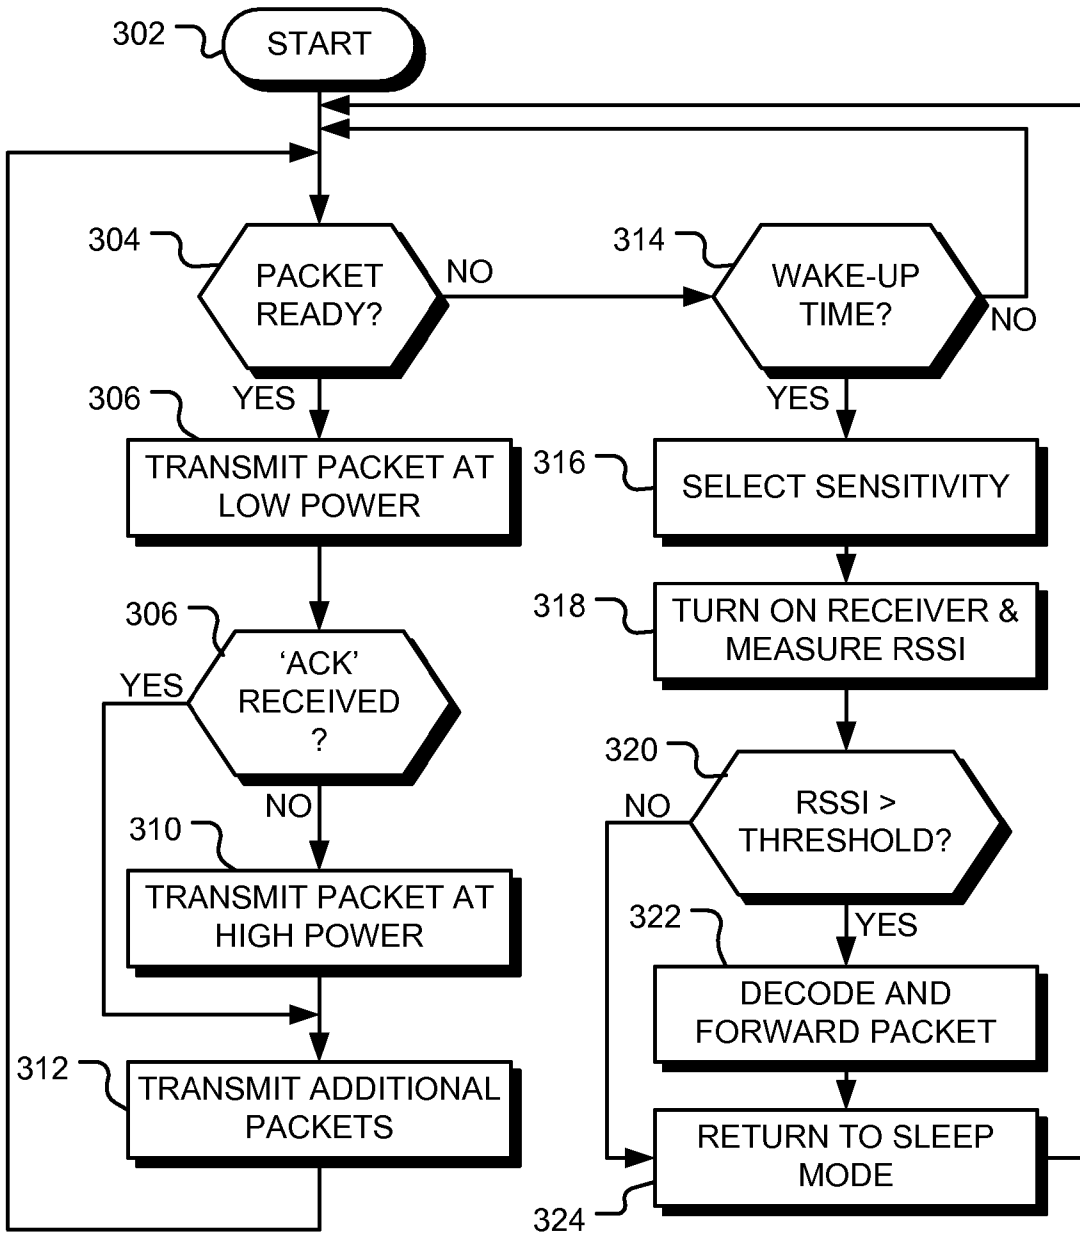 302
START
304
PACKET
READY?
NO
YES
314
WAKE-UP
TIME?
NO
YES
306
TRANSMIT PACKET AT
LOW POWER
316
SELECT SENSITIVITY
306
'ACK'
RECEIVED
?
YES
NO
318
TURN ON RECEIVER &
MEASURE RSSI
320
RSSI >
THRESHOLD?
NO
YES
310
TRANSMIT PACKET AT
HIGH POWER
322
DECODE AND
FORWARD PACKET
312
TRANSMIT ADDITIONAL
PACKETS
RETURN TO SLEEP
MODE
324